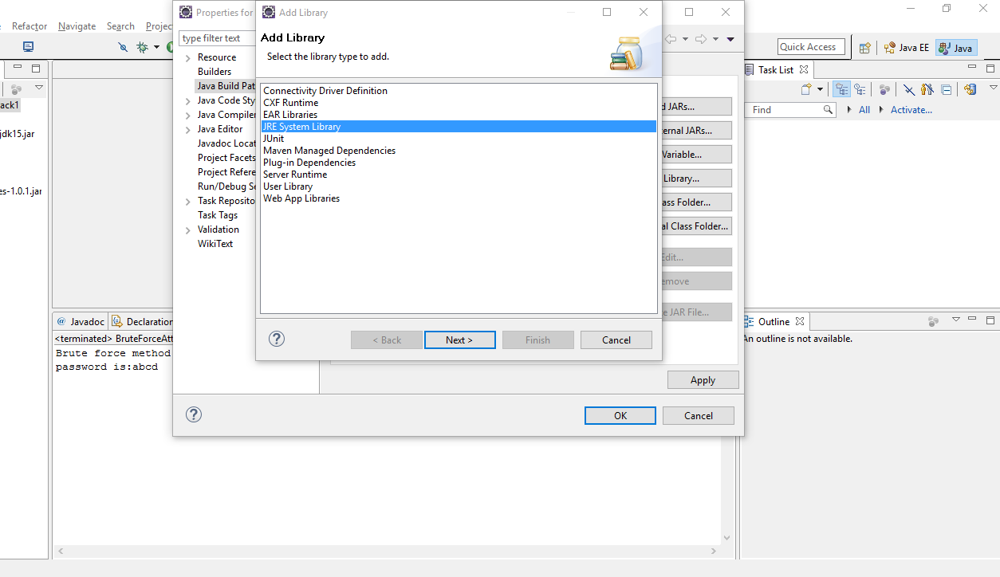 Refactor Navigate Search Projec
Quick Access
Java EE
Java
ack1
jdk15.jar
es-1.0.1.jar
Properties for
type filter text
Resource
Builders
Java Build Pat
Java Code Sty
Java Compiler
Java Editor
Javadoc Locat
Project Facets
Project Refere
Run/Debug Se
Task Reposito
Task Tags
Validation
WikiText
Add Library
Add Library
Select the library type to add.
Connectivity Driver Definition
CXF Runtime
EAR Libraries
JRE System Library
JUnit
Maven Managed Dependencies
Plug-in Dependencies
Server Runtime
User Library
Web App Libraries
? < Back Next > Finish Cancel
d JARs...
ernal JARs...
Variable...
Library...
ass Folder...
al Class Folder...
Edit...
emove
e JAR File...
Apply
? OK Cancel
Task List
Find All Activate...
@ Javadoc Declaration
<terminated> BruteForceAtt
Brute force method
password is:abcd
Outline
An outline is not available.